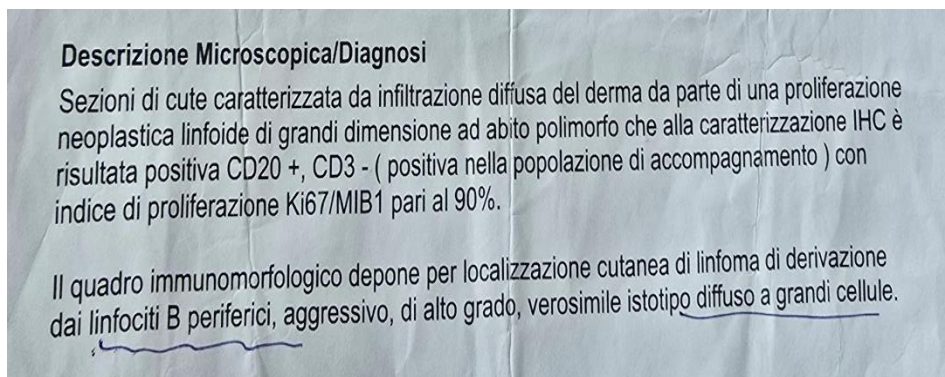 Descrizione Microscopica/Diagnosi
Sezioni di cute caratterizzata da infiltrazione diffusa del derma da parte di una proliferazione
neoplastica linfoide di grandi dimensione ad abito polimorfo che alla caratterizzazione IHC è
risultata positiva CD20 +, CD3 - ( positiva nella popolazione di accompagnamento ) con
indice di proliferazione Ki67/MIB1 pari al 90%.
Il quadro immunomorfologico depone per localizzazione cutanea di linfoma di derivazione
dai linfociti B periferici, aggressivo, di alto grado, verosimile istotipo diffuso a grandi cellule.